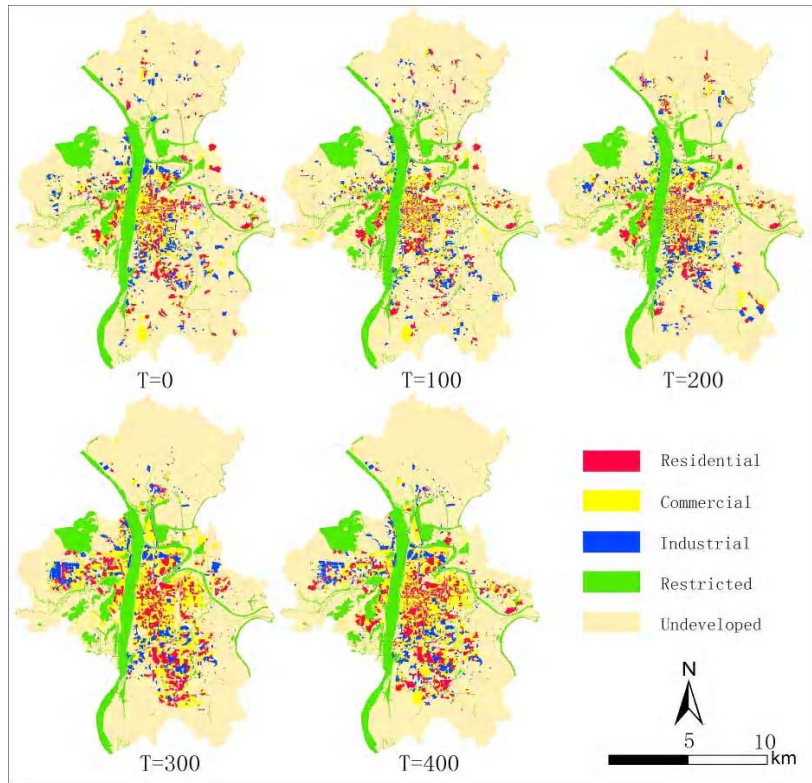 T=0
T=100
T=200
T=300
T=400
Residential
Commercial
Industrial
Restricted
Undeveloped
N
5 10
km